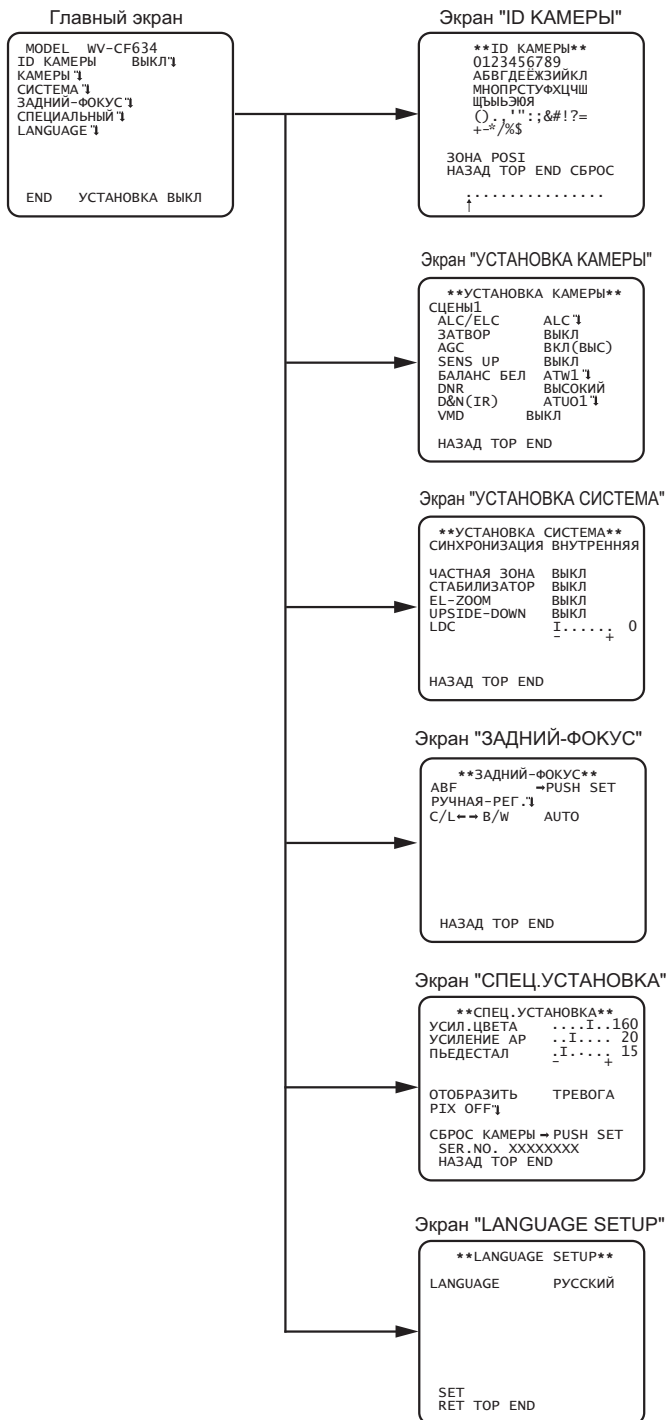 Главный экран
MODEL WV-CF634
ID КАМЕРЫ ВЫКЛ
КАМЕРЫ
СИСТЕМА
ЗАДНИЙ-ФОКУС
СПЕЦИАЛЬНЫЙ
LANGUAGE
END УСТАНОВКА ВЫКЛ
Экран "ID КАМЕРЫ"
**ID КАМЕРЫ**
0123456789
АБВГДЕЁЖЗИЙКЛ
МНОПРСТУФХЦЧШ
ЩЪЫЬЭЮЯ
().,'":;&#!?=
+-*/%$
ЗОНА POSI
НАЗАД TOP END СБРОС
................
↑
Экран "УСТАНОВКА КАМЕРЫ"
**УСТАНОВКА КАМЕРЫ**
СЦЕНЫ1
ALC/ELC ALC
ЗАТВОР ВЫКЛ
AGC ВКЛ(ВЫС)
SENS UP ВЫКЛ
БАЛАНС БЕЛ ATW1
DNR ВЫСОКИЙ
D&N(IR) ATUO1
VMD ВЫКЛ
НАЗАД TOP END
Экран "УСТАНОВКА СИСТЕМА"
**УСТАНОВКА СИСТЕМА**
СИНХРОНИЗАЦИЯ ВНУТРЕННЯЯ
ЧАСТНАЯ ЗОНА ВЫКЛ
СТАБИЛИЗАТОР ВЫКЛ
EL-ZOOM ВЫКЛ
UPSIDE-DOWN ВЫКЛ
LDC I...... 0
- +
НАЗАД TOP END
Экран "ЗАДНИЙ-ФОКУС"
**ЗАДНИЙ-ФОКУС**
ABF →PUSH SET
РУЧНАЯ-РЕГ.
C/L←→B/W AUTO
НАЗАД TOP END
Экран "СПЕЦ.УСТАНОВКА"
**СПЕЦ.УСТАНОВКА**
УСИЛ.ЦВЕТА ....I..160
УСИЛЕНИЕ АР ..I.... 20
ПЬЕДЕСТАЛ .I..... 15
- +
ОТОБРАЗИТЬ ТРЕВОГА
PIX OFF
СБРОС КАМЕРЫ → PUSH SET
SER.NO. XXXXXXXX
НАЗАД TOP END
Экран "LANGUAGE SETUP"
**LANGUAGE SETUP**
LANGUAGE РУССКИЙ
SET
RET TOP END